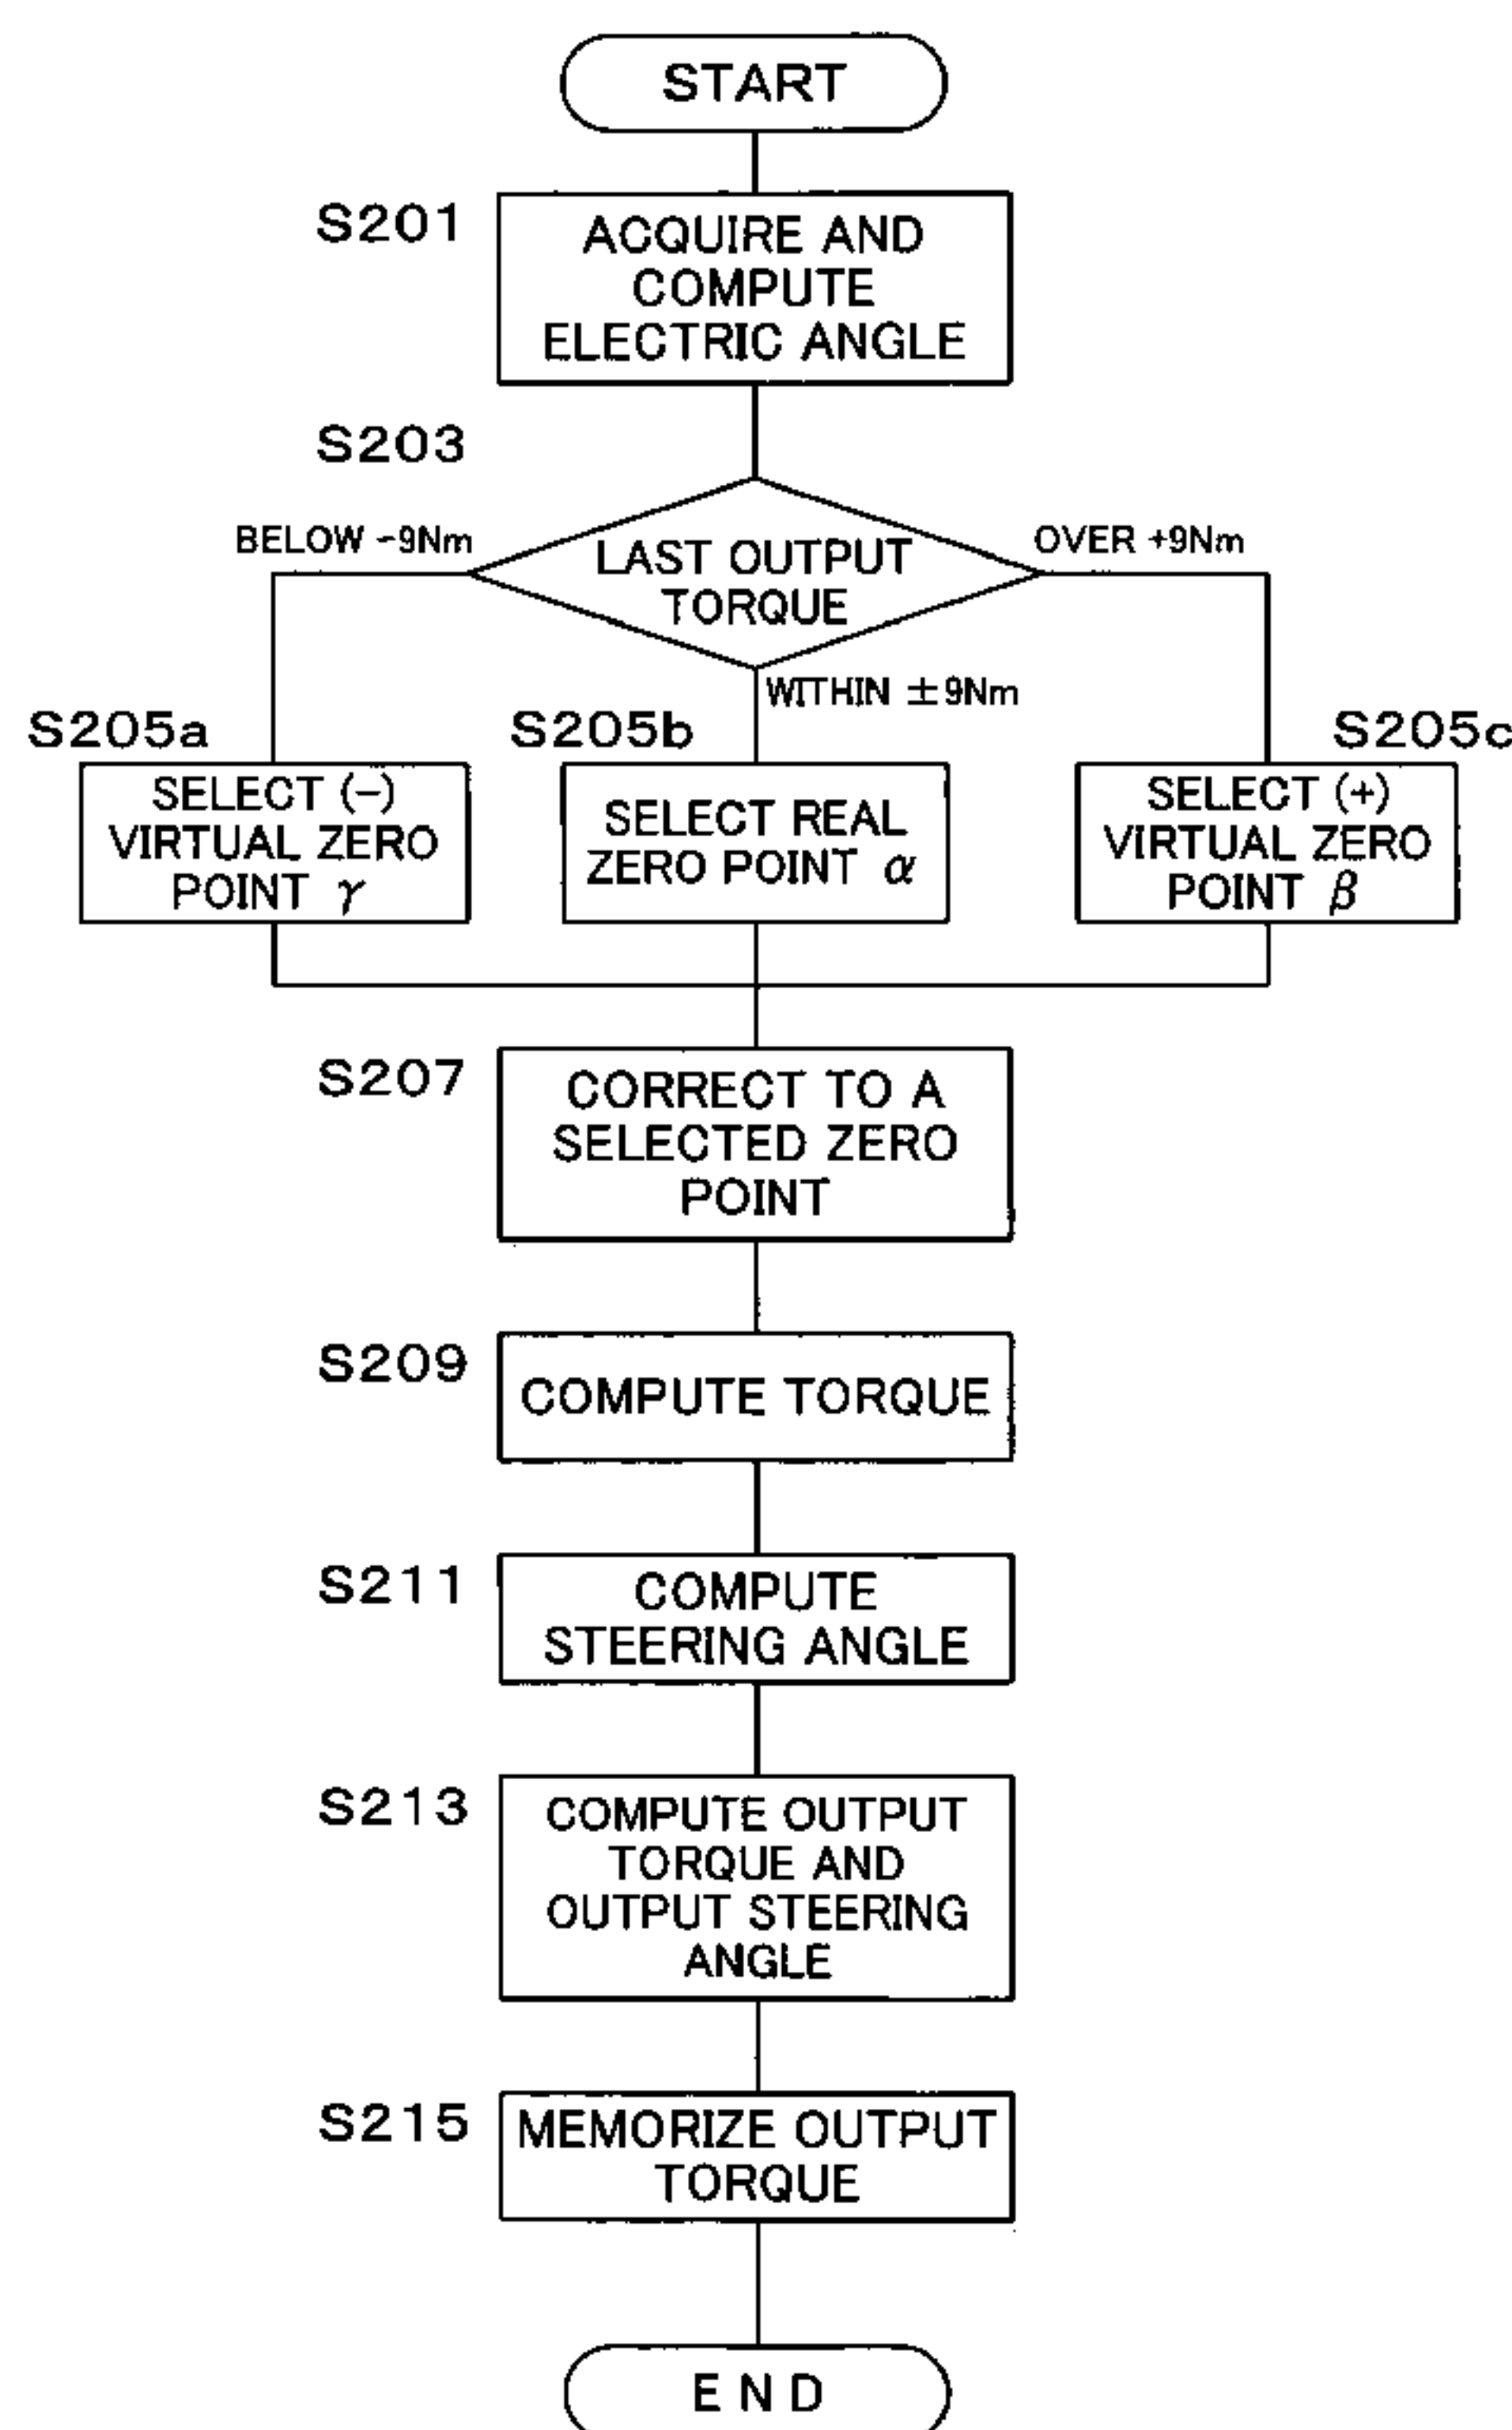 START
S201
ACQUIRE AND
COMPUTE
ELECTRIC ANGLE
S203
BELOW -9Nm
LAST OUTPUT
TORQUE
OVER +9Nm
WITHIN ±9Nm
S205a
SELECT (-)
VIRTUAL ZERO
POINT γ
S205b
SELECT REAL
ZERO POINT α
S205c
SELECT (+)
VIRTUAL ZERO
POINT β
S207
CORRECT TO A
SELECTED ZERO
POINT
S209
COMPUTE TORQUE
S211
COMPUTE
STEERING ANGLE
S213
COMPUTE OUTPUT
TORQUE AND
OUTPUT STEERING
ANGLE
S215
MEMORIZE OUTPUT
TORQUE
END